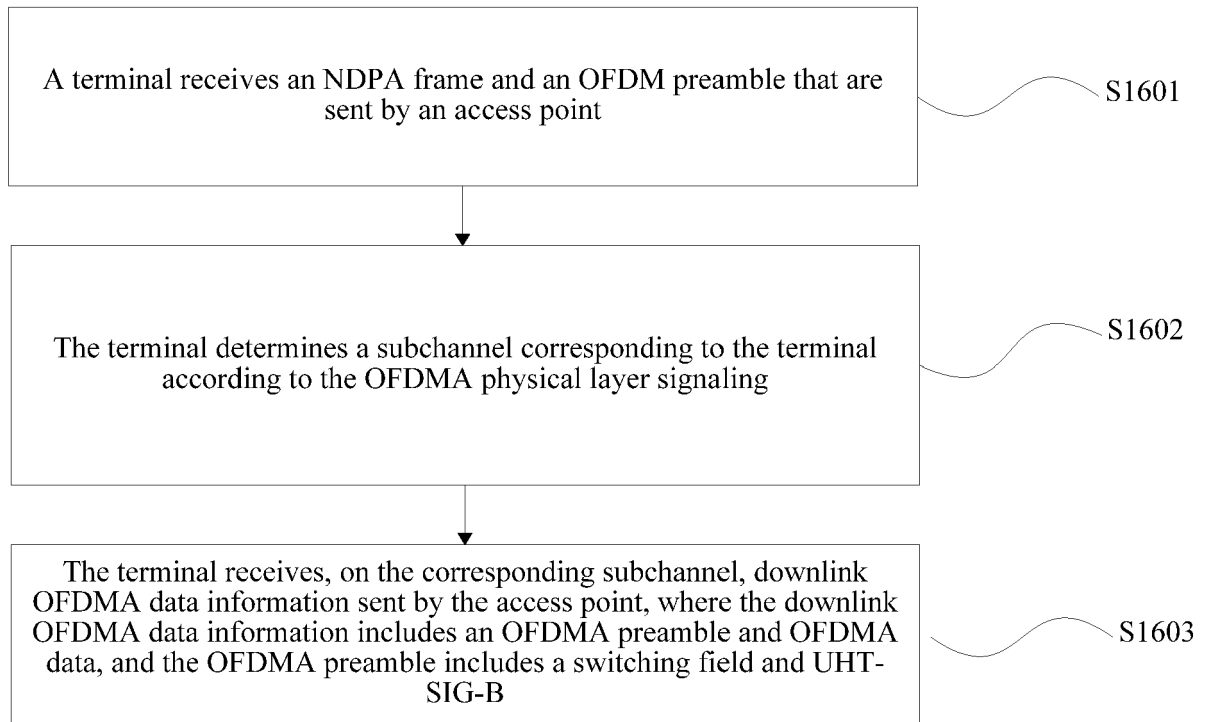 A terminal receives an NDPA frame and an OFDM preamble that are
sent by an access point
S1601
The terminal determines a subchannel corresponding to the terminal
according to the OFDMA physical layer signaling
S1602
The terminal receives, on the corresponding subchannel, downlink
OFDMA data information sent by the access point, where the downlink
OFDMA data information includes an OFDMA preamble and OFDMA
data, and the OFDMA preamble includes a switching field and UHT-
SIG-B
S1603